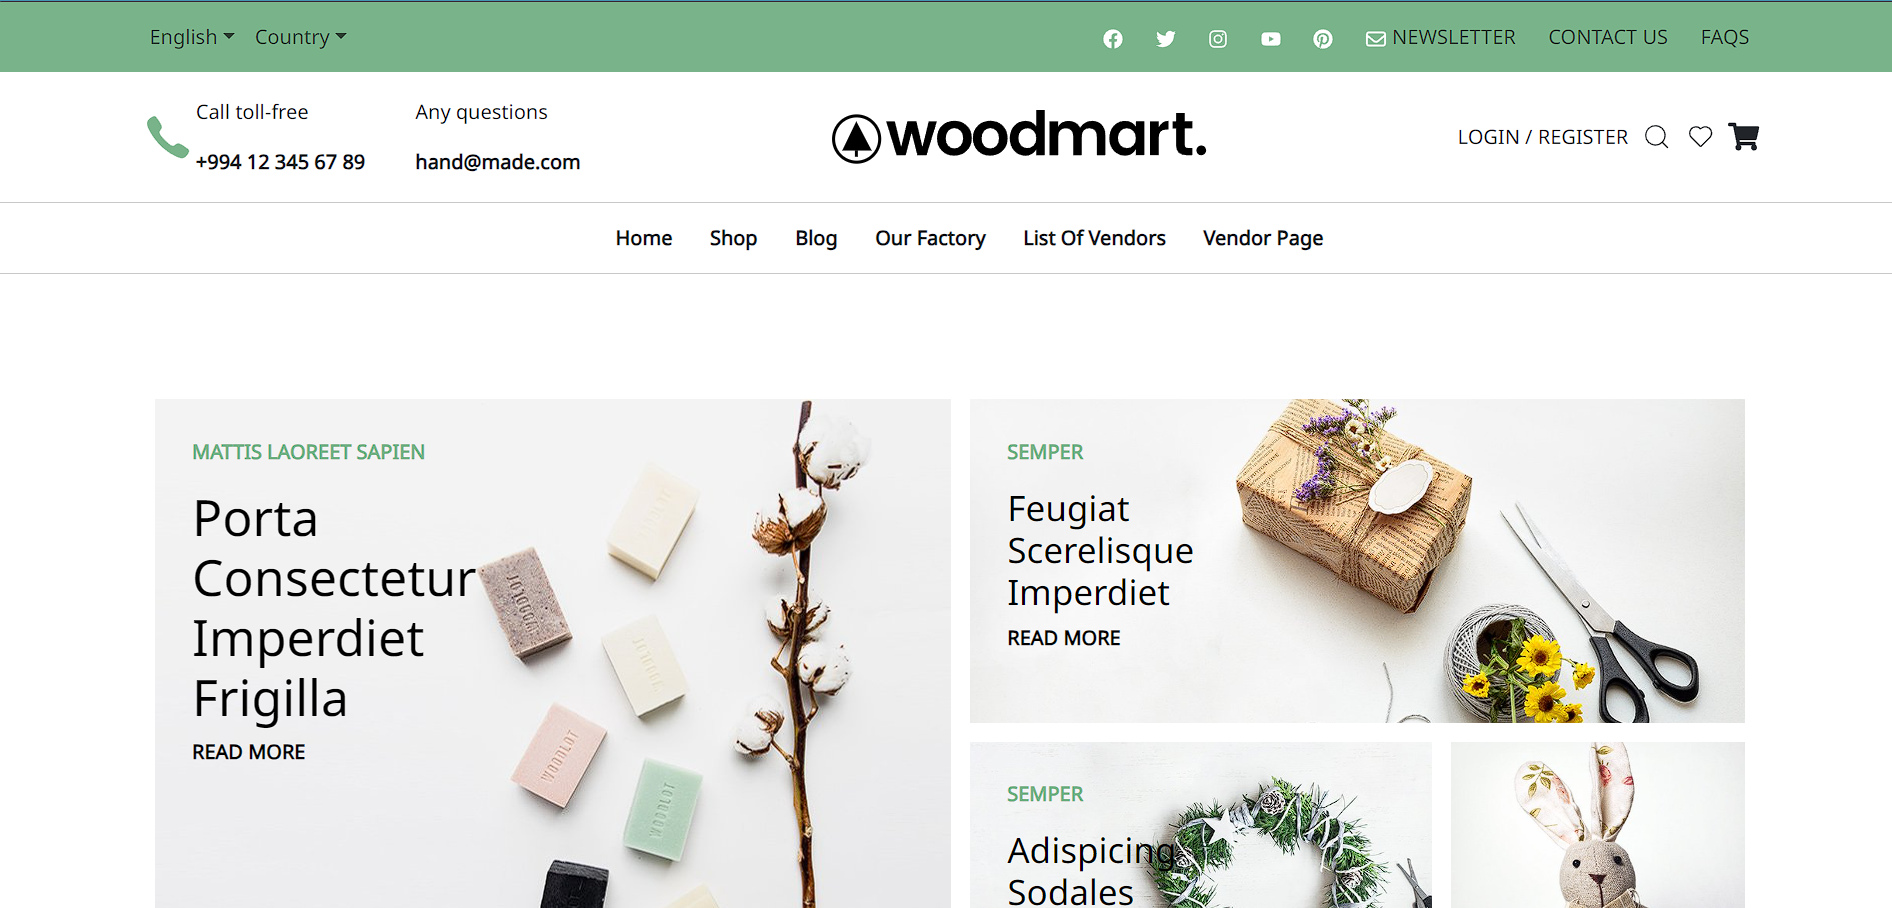 English Country NEWSLETTER CONTACT US FAQS
Call toll-free Any questions
+994 12 345 67 89 hand@made.com
woodmart.
LOGIN / REGISTER
Home Shop Blog Our Factory List Of Vendors Vendor Page
MATTIS LAOREET SAPIEN
Porta
Consectetur
Imperdiet
Frigilla
READ MORE
WOODLOT
WOODLOT
SEMPER
Feugiat
Scerelisque
Imperdiet
READ MORE
SEMPER
Adispicing
Sodales